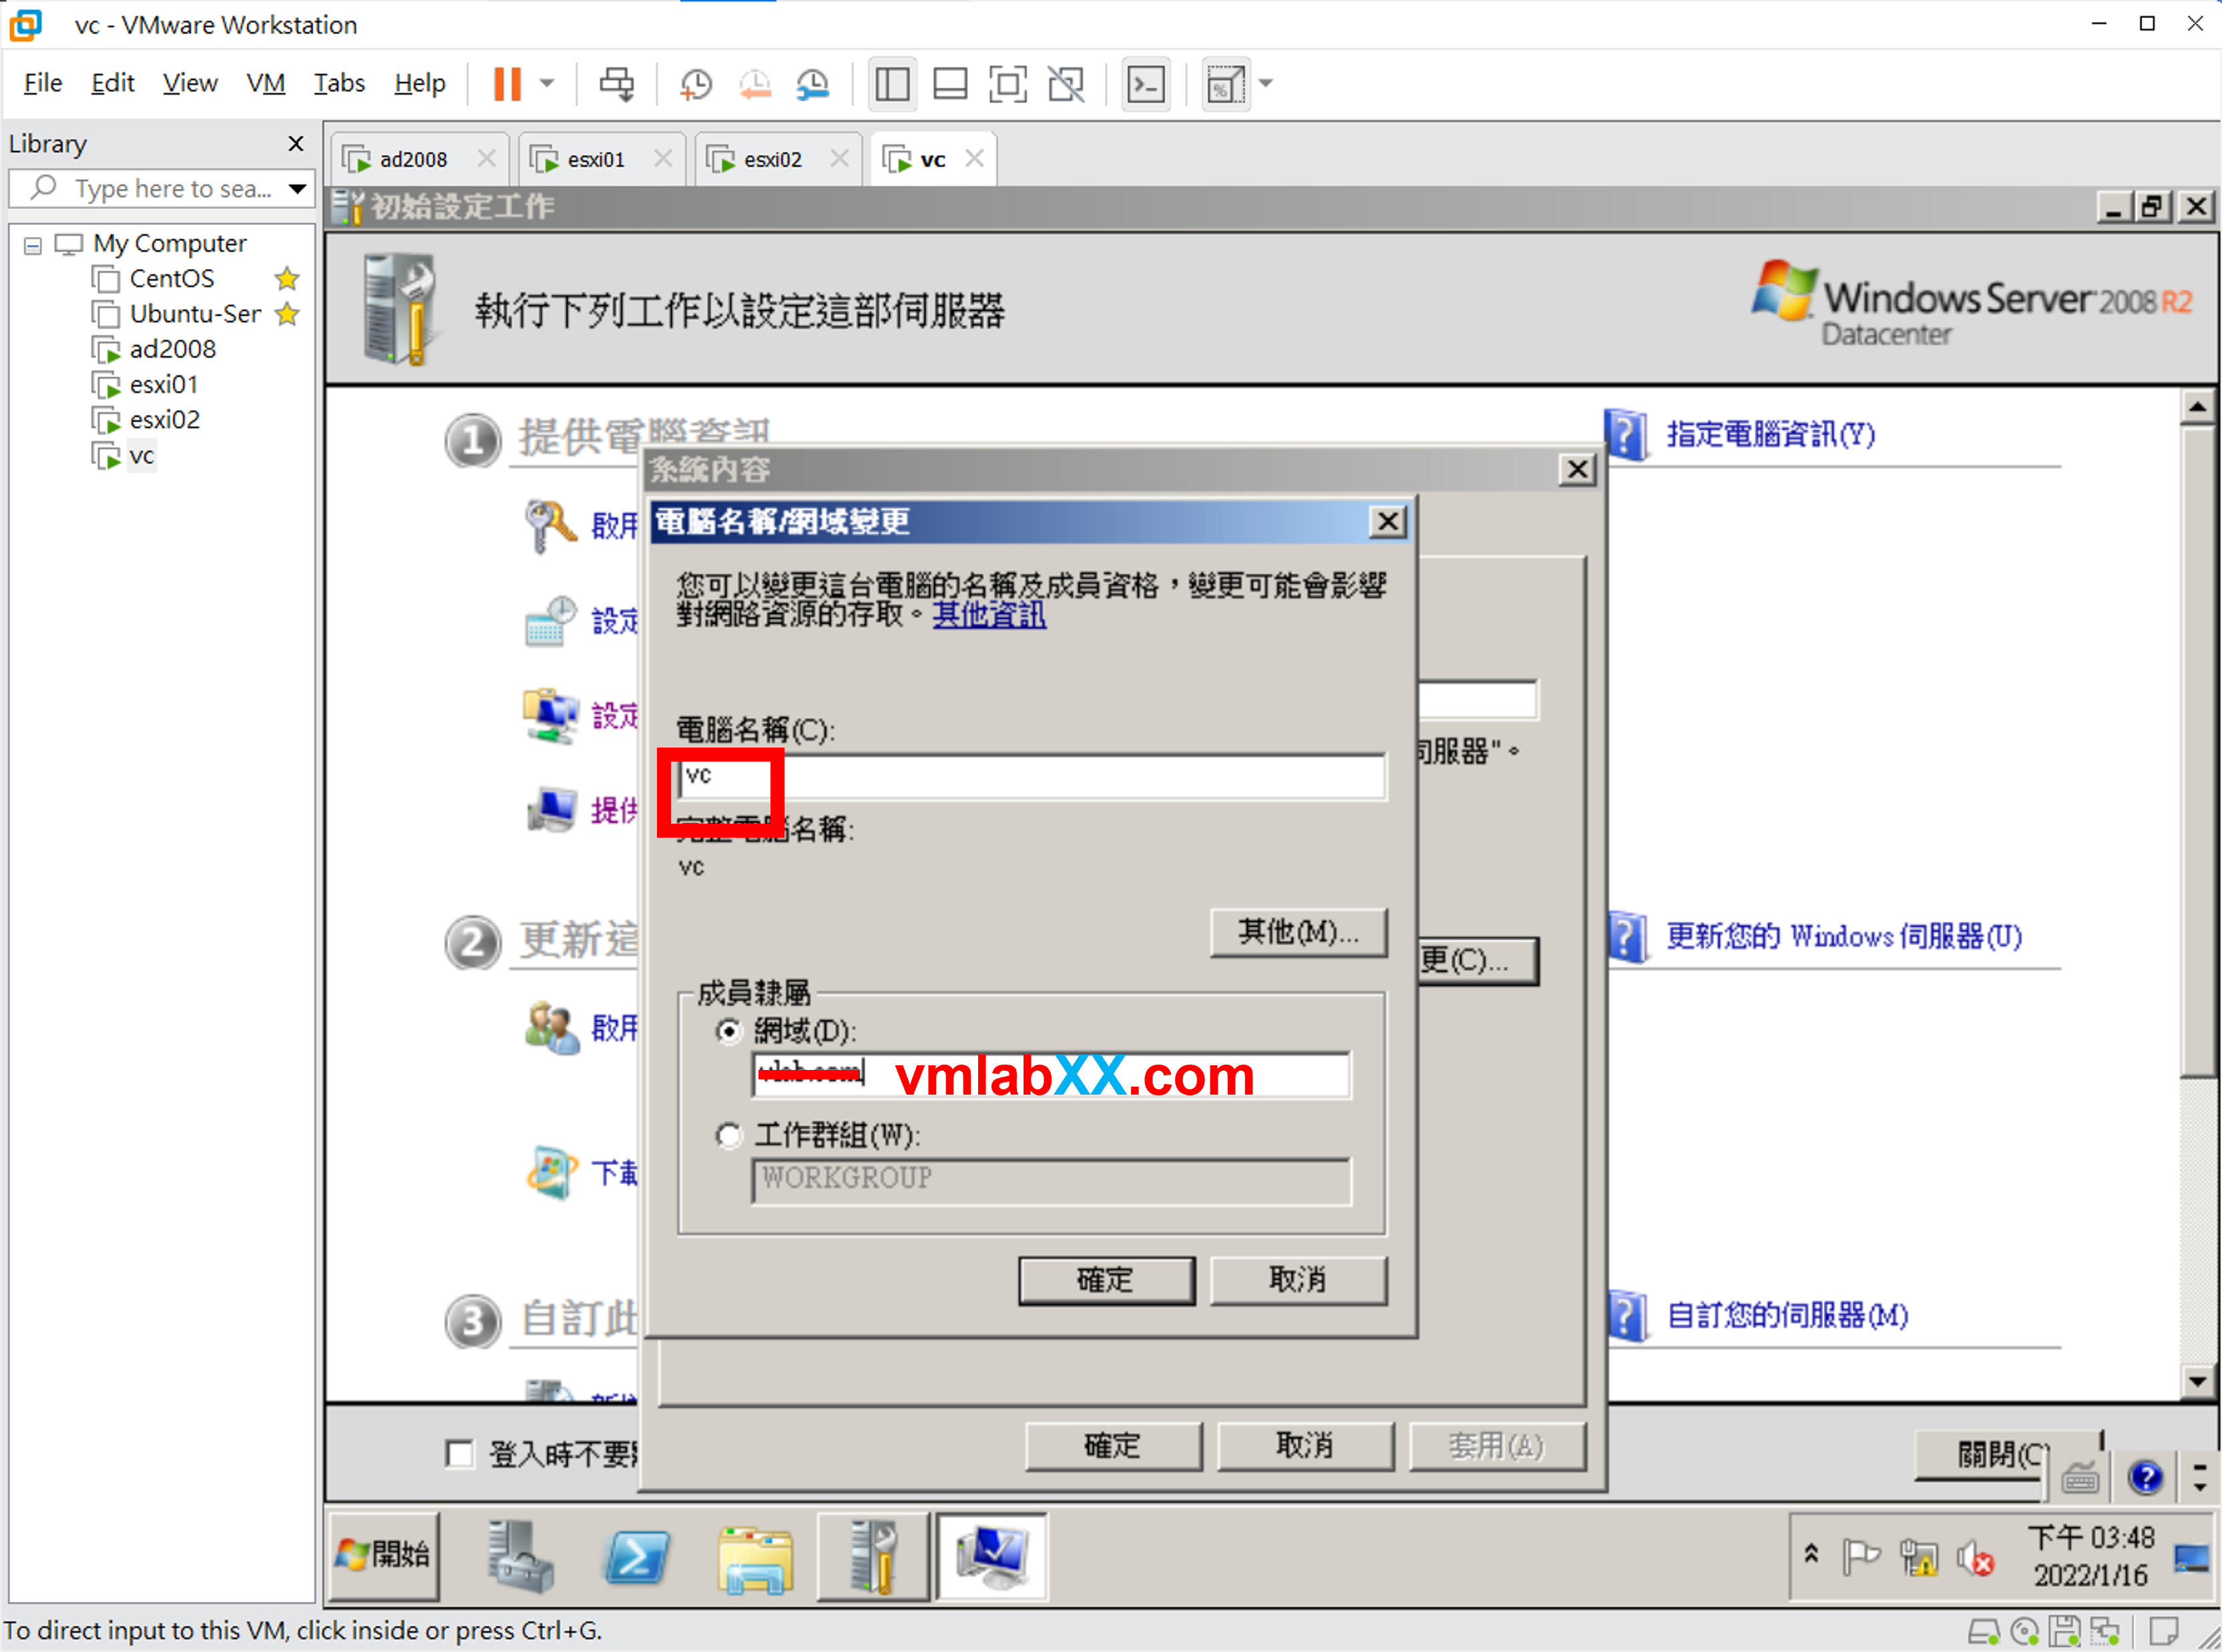 vc - VMware Workstation
File Edit View VM Tabs Help
Library
Type here to sea...
My Computer
CentOS
Ubuntu-Ser
ad2008
esxi01
esxi02
vc
ad2008 esxi01 esxi02 vc
初始設定工作
執行下列工作以設定這部伺服器
Windows Server 2008 R2
Datacenter
1 提供電腦資訊
指定電腦資訊(Y)
啟用
設定
設定
提供
2 更新這
更新您的 Windows 伺服器(U)
啟用
下載
3 自訂此
自訂您的伺服器(M)
系統內容
電腦名稱/網域變更
您可以變更這台電腦的名稱及成員資格，變更可能會影響
對網路資源的存取。其他資訊
電腦名稱(C):
vc
伺服器"。
完整電腦名稱:
vc
其他(M)...
更(C)...
成員隸屬
網域(D):
vlab.com vmlabXX.com
工作群組(W):
WORKGROUP
確定 取消
確定 取消 套用(A)
登入時不要
關閉(C)
開始
下午 03:48
2022/1/16
To direct input to this VM, click inside or press Ctrl+G.